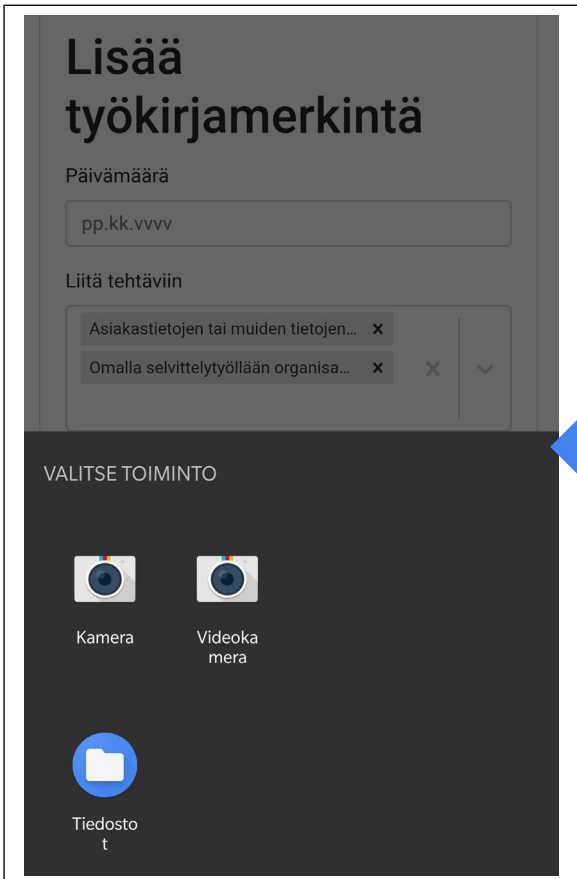 Lisää
työkirjamerkintä
Päivämäärä
pp.kk.vvvv
Liitä tehtäviin
Asiakastietojen tai muiden tietojen...
Omalla selvittelytyöllään organisa...
VALITSE TOIMINTO
Kamera
Videoka
mera
Tiedosto
t